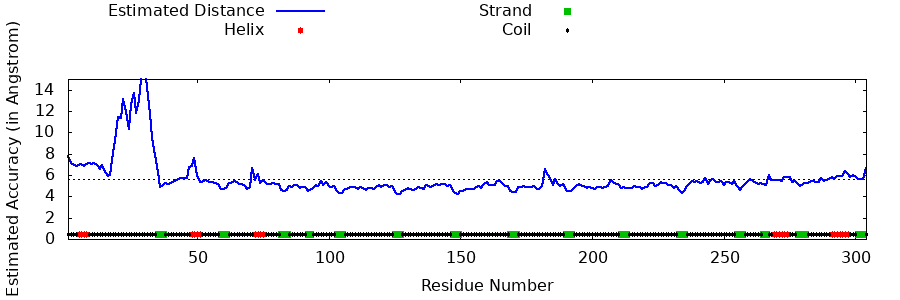 Estimated Distance
Strand
Helix
Coil
Estimated Accuracy (in Angstrom)
14
12
10
8
6
4
2
0
50
100
150
200
250
300
Residue Number